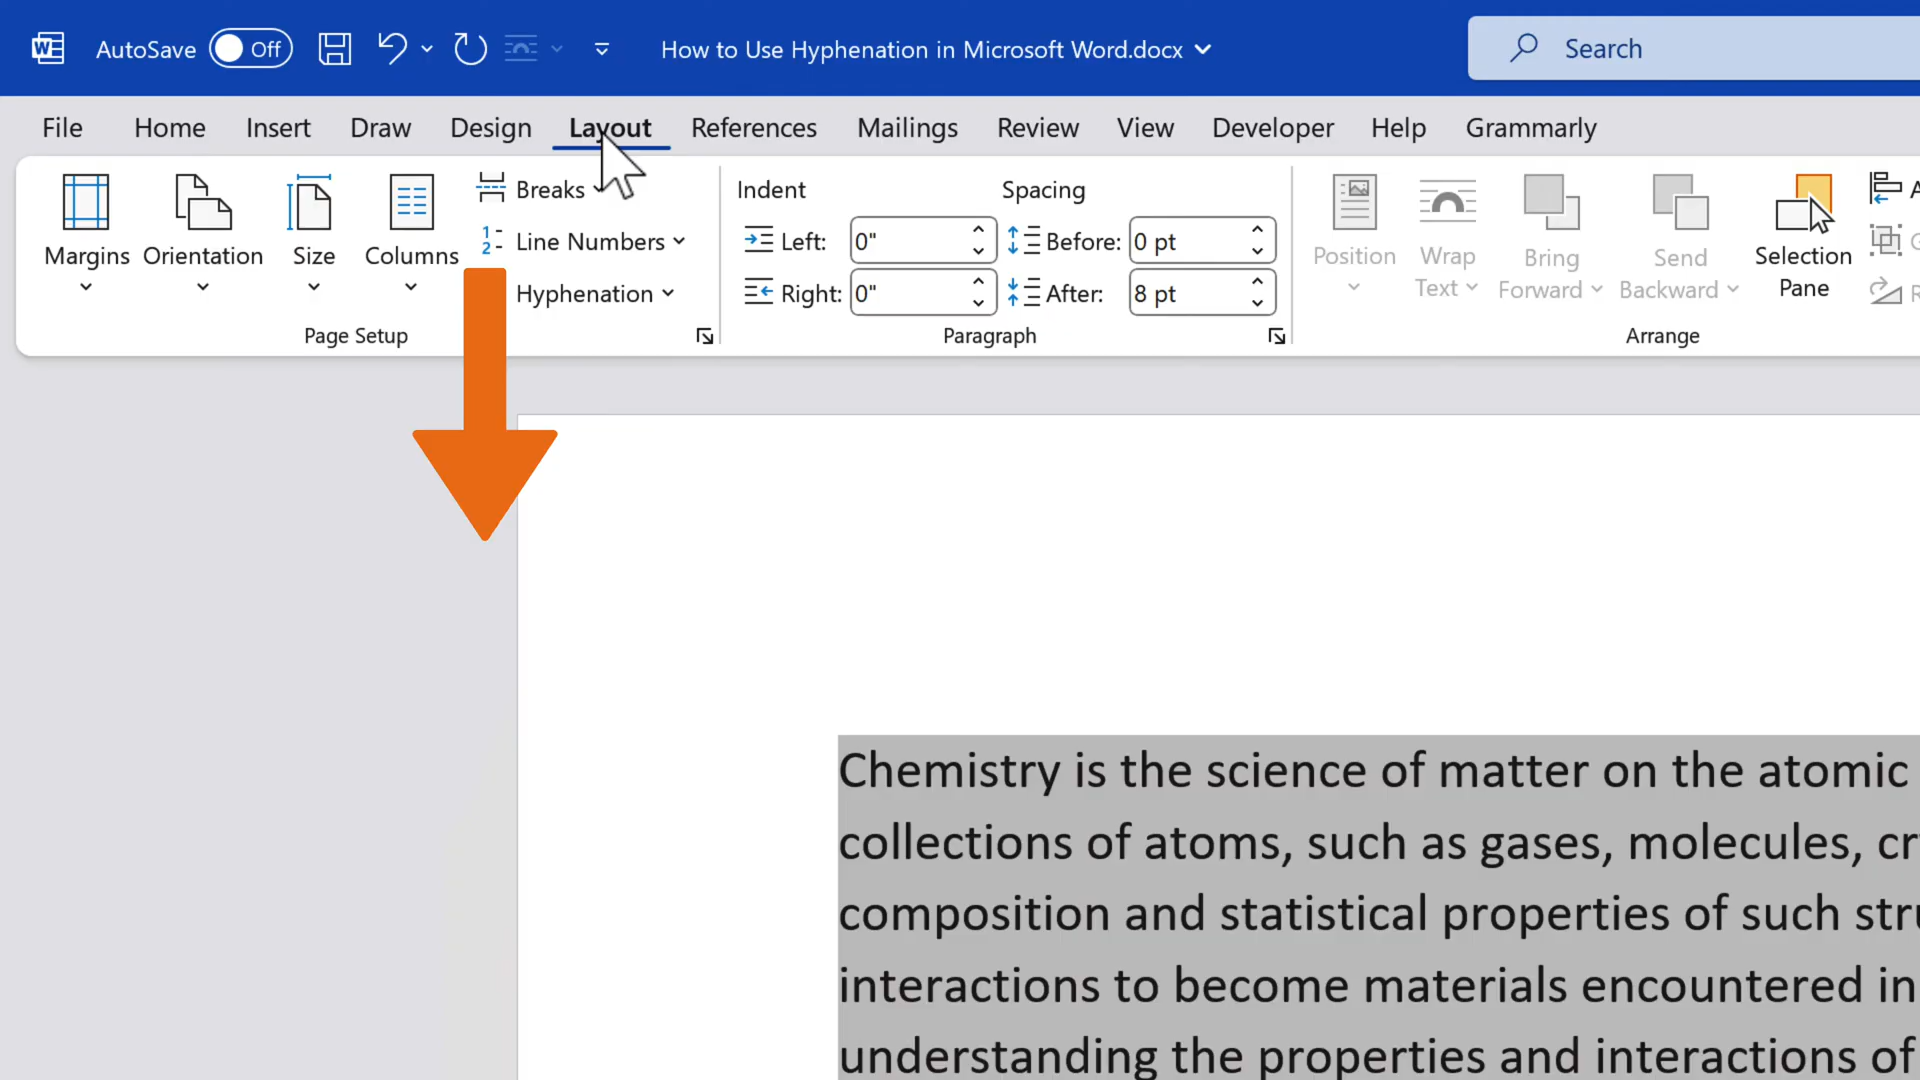 AutoSave Off How to Use Hyphenation in Microsoft Word.docx Search
File Home Insert Draw Design Layout References Mailings Review View Developer Help Grammarly
Margins
Orientation
Size
Columns
Breaks
Line Numbers
Hyphenation
Page Setup
Indent
Left: 0"
Right: 0"
Spacing
Before: 0 pt
After: 8 pt
Paragraph
Position
Wrap
Text
Bring
Forward
Send
Backward
Selection
Pane
Arrange
Chemistry is the science of matter on the atomic
collections of atoms, such as gases, molecules,
composition and statistical properties of such
interactions to become materials encountered in
understanding the properties and interactions of